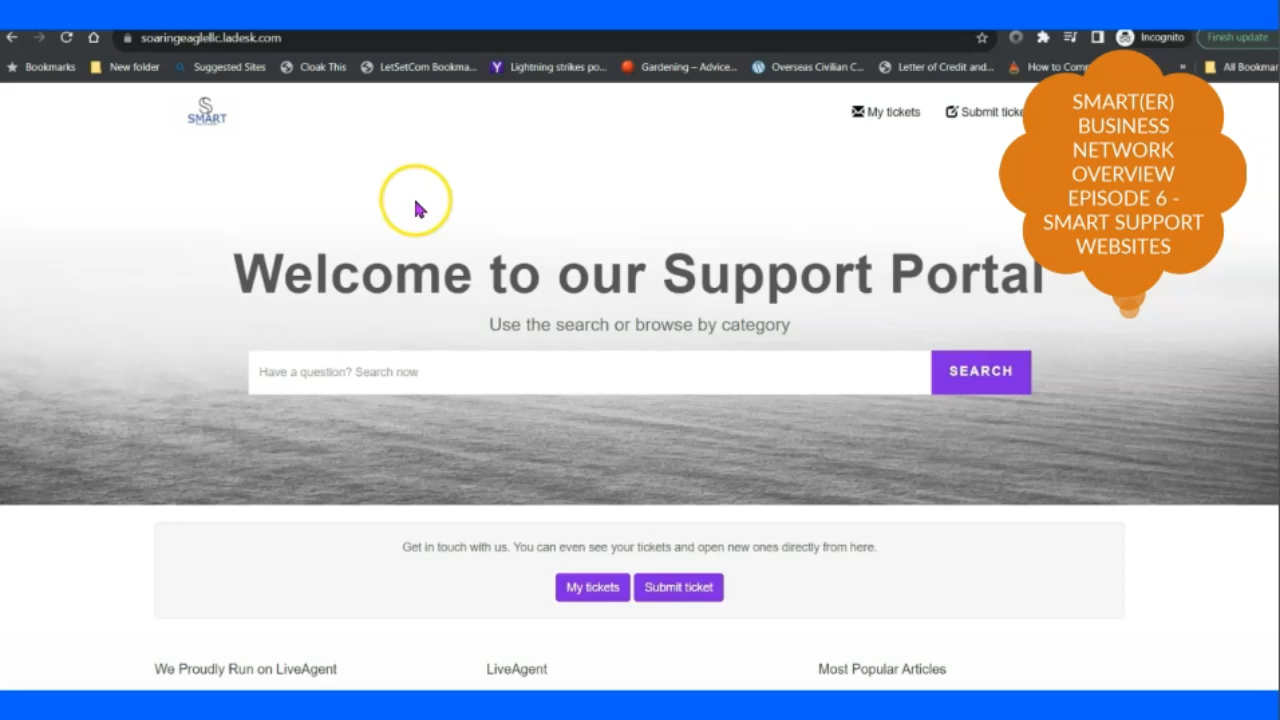 soaringeaglellc.ladesk.com
Incognito
Finish update
Bookmarks
New folder
Suggested Sites
Cloak This
LetSetCom Bookma...
Lightning strikes po...
Gardening – Advice...
Overseas Civilian C...
Letter of Credit and...
How to Com
»
All Bookmar
S
SMART
My tickets
Submit ticke
SMART(ER)
BUSINESS
NETWORK
OVERVIEW
EPISODE 6 -
SMART SUPPORT
WEBSITES
Welcome to our Support Portal
Use the search or browse by category
Have a question? Search now
SEARCH
Get in touch with us. You can even see your tickets and open new ones directly from here.
My tickets
Submit ticket
We Proudly Run on LiveAgent
LiveAgent
Most Popular Articles